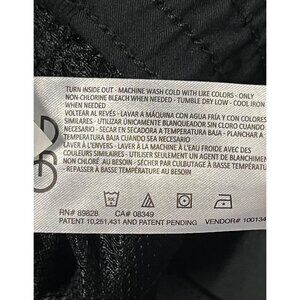 TURN INSIDE OUT - MACHINE WASH COLD WITH LIKE COLORS - ONLY
NON-CHLORINE BLEACH WHEN NEEDED - TUMBLE DRY LOW - COOL IRON
WHEN NEEDED
VOLTEAR AL REVÉS - LAVAR A MÁQUINA CON AGUA FRÍA Y CON COLORES
SIMILARES - UTILIZAR ÚNICAMENTE BLANQUEADOR SIN CLORO CUANDO
NECESARIO - SECAR EN SECADORA A TEMPERATURA BAJA - PLANCHAR A
TEMPERATURA BAJA CUANDO LO NECESARIO
LAVER À L'ENVERS - LAVER À MACHINE À L'EAU FROIDE AVEC DES
COULEURS SIMILAIRES - UTILISER SEULEMENT UN AGENT DE BLANCHIMENT
NON CHLORÉ AU BESOIN - SÉCHER PAR CULBUTAGE À BASSE TEMPÉRATURE
- REPASSER À BASSE TEMPÉRATURE AU BESOIN
RN# 89828 CA# 08349 VENDOR# 100134
PATENT 10,251,431 AND PATENT PENDING